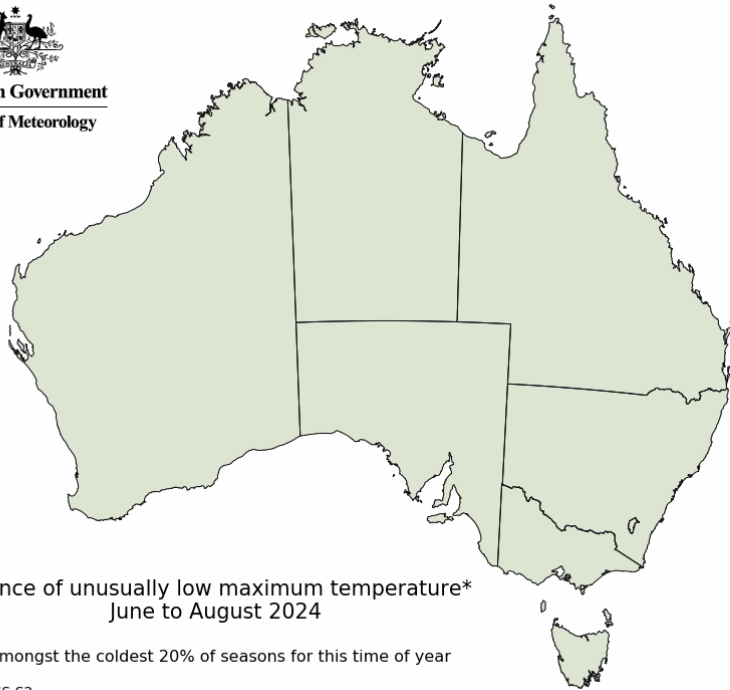 n Government
f Meteorology
nce of unusually low maximum temperature*
June to August 2024
mongst the coldest 20% of seasons for this time of year